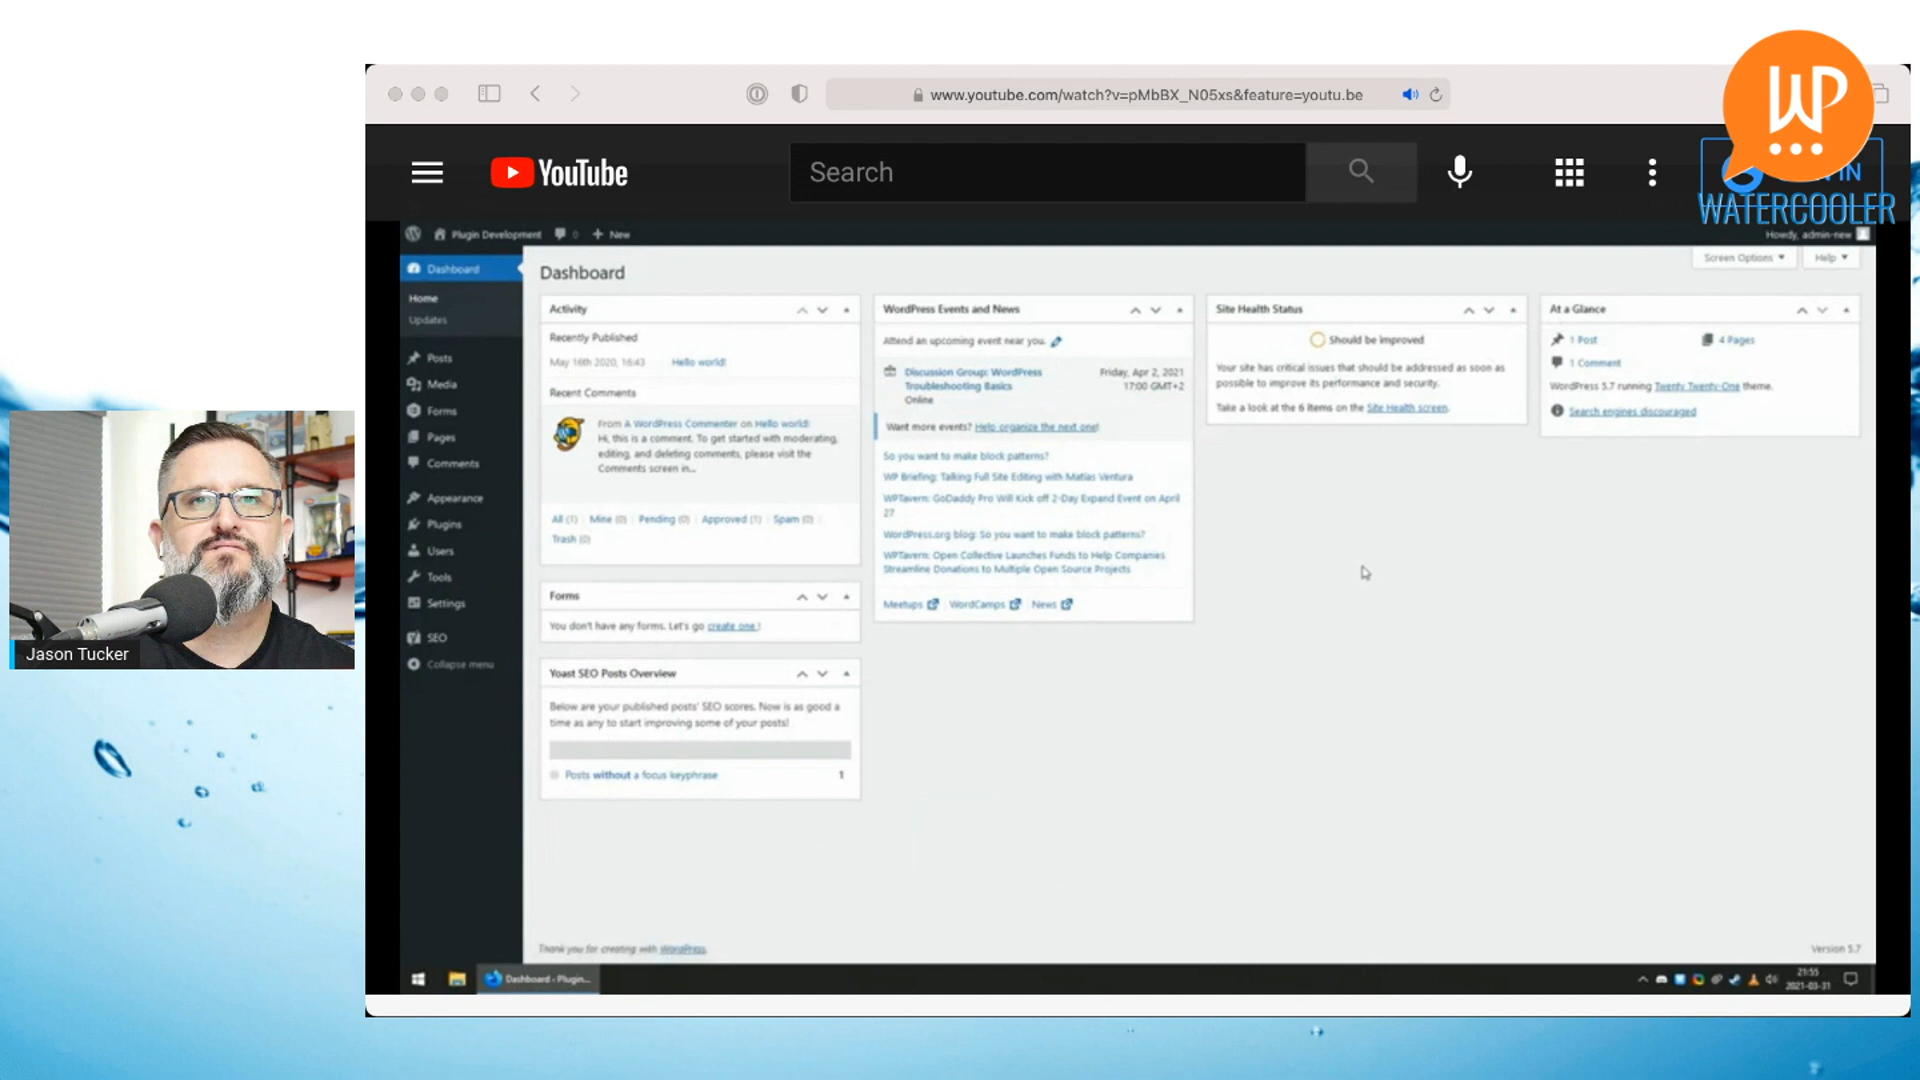 www.youtube.com/watch?v=pMbBX_N05xs&feature=youtu.be
WP
WATERCOOLER
YouTube
Search
IN
Plugin Development 0 + New
Howdy, admin-new
Dashboard
Home
Updates
Posts
Media
Forms
Pages
Comments
Appearance
Plugins
Users
Tools
Settings
SEO
Collapse menu
Dashboard
Screen Options
Help
Activity
Recently Published
May 16th 2020, 16:43 Hello world!
Recent Comments
From A WordPress Commenter on Hello world!
Hi, this is a comment. To get started with moderating,
editing, and deleting comments, please visit the
Comments screen in...
All (1) | Mine (0) | Pending (0) | Approved (1) | Spam (0) |
Trash (0)
Forms
You don't have any forms. Let's go create one !
Yoast SEO Posts Overview
Below are your published posts' SEO scores. Now is as good a
time as any to start improving some of your posts!
Posts without a focus keyphrase 1
WordPress Events and News
Attend an upcoming event near you.
Discussion Group: WordPress
Troubleshooting Basics
Online
Friday, Apr 2, 2021
17:00 GMT+2
Want more events? Help organize the next one!
So you want to make block patterns?
WP Briefing: Talking Full Site Editing with Matías Ventura
WPTavern: GoDaddy Pro Will Kick off 2-Day Expand Event on April
27
WordPress.org blog: So you want to make block patterns?
WPTavern: Open Collective Launches Funds to Help Companies
Streamline Donations to Multiple Open Source Projects
Meetups | WordCamps | News
Site Health Status
Should be improved
Your site has critical issues that should be addressed as soon as
possible to improve its performance and security.
Take a look at the 6 items on the Site Health screen.
At a Glance
1 Post
4 Pages
1 Comment
WordPress 5.7 running Twenty Twenty-One theme.
Search engines discouraged
Thank you for creating with WordPress.
Version 5.7
Dashboard - Plugin...
21:55
2021-03-31
Jason Tucker